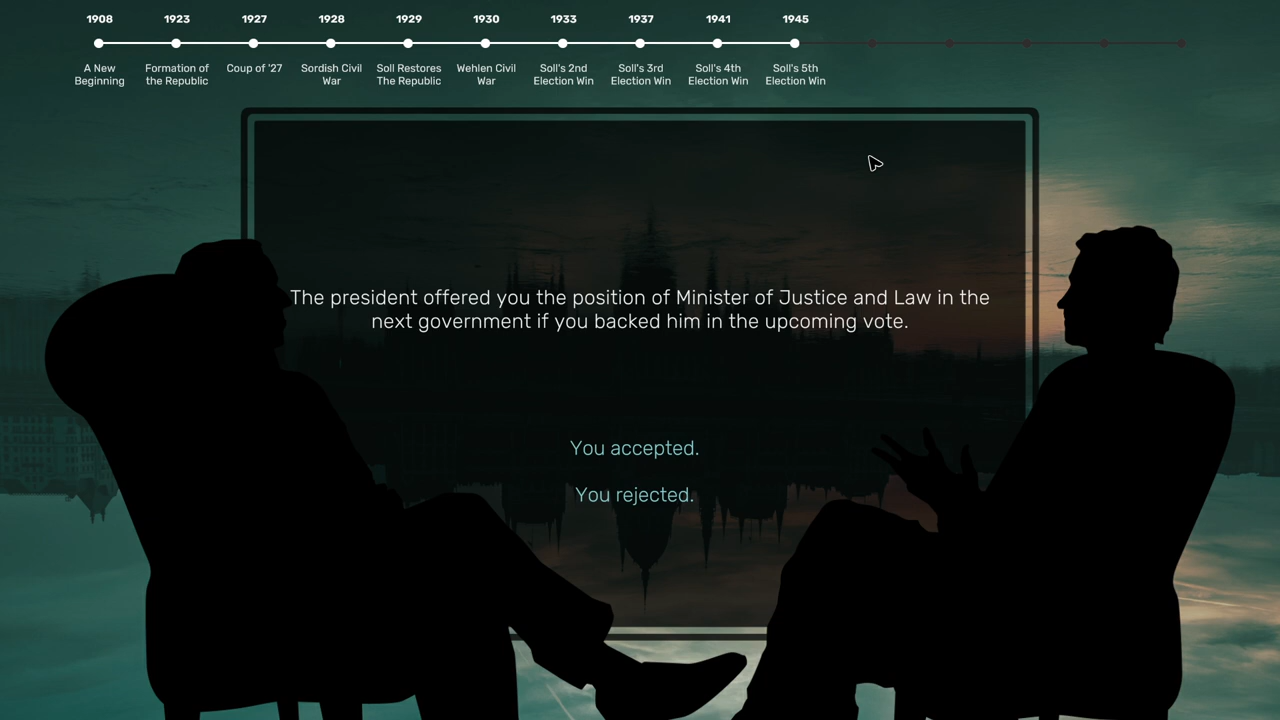 1908 1923 1927 1928 1929 1930 1933 1937 1941 1945
A New Formation of Coup of '27 Sordish Civil Soll Restores Wehlen Civil Soll's 2nd Soll's 3rd Soll's 4th Soll's 5th
Beginning the Republic War The Republic War Election Win Election Win Election Win Election Win
The president offered you the position of Minister of Justice and Law in the
next government if you backed him in the upcoming vote.
You accepted.
You rejected.